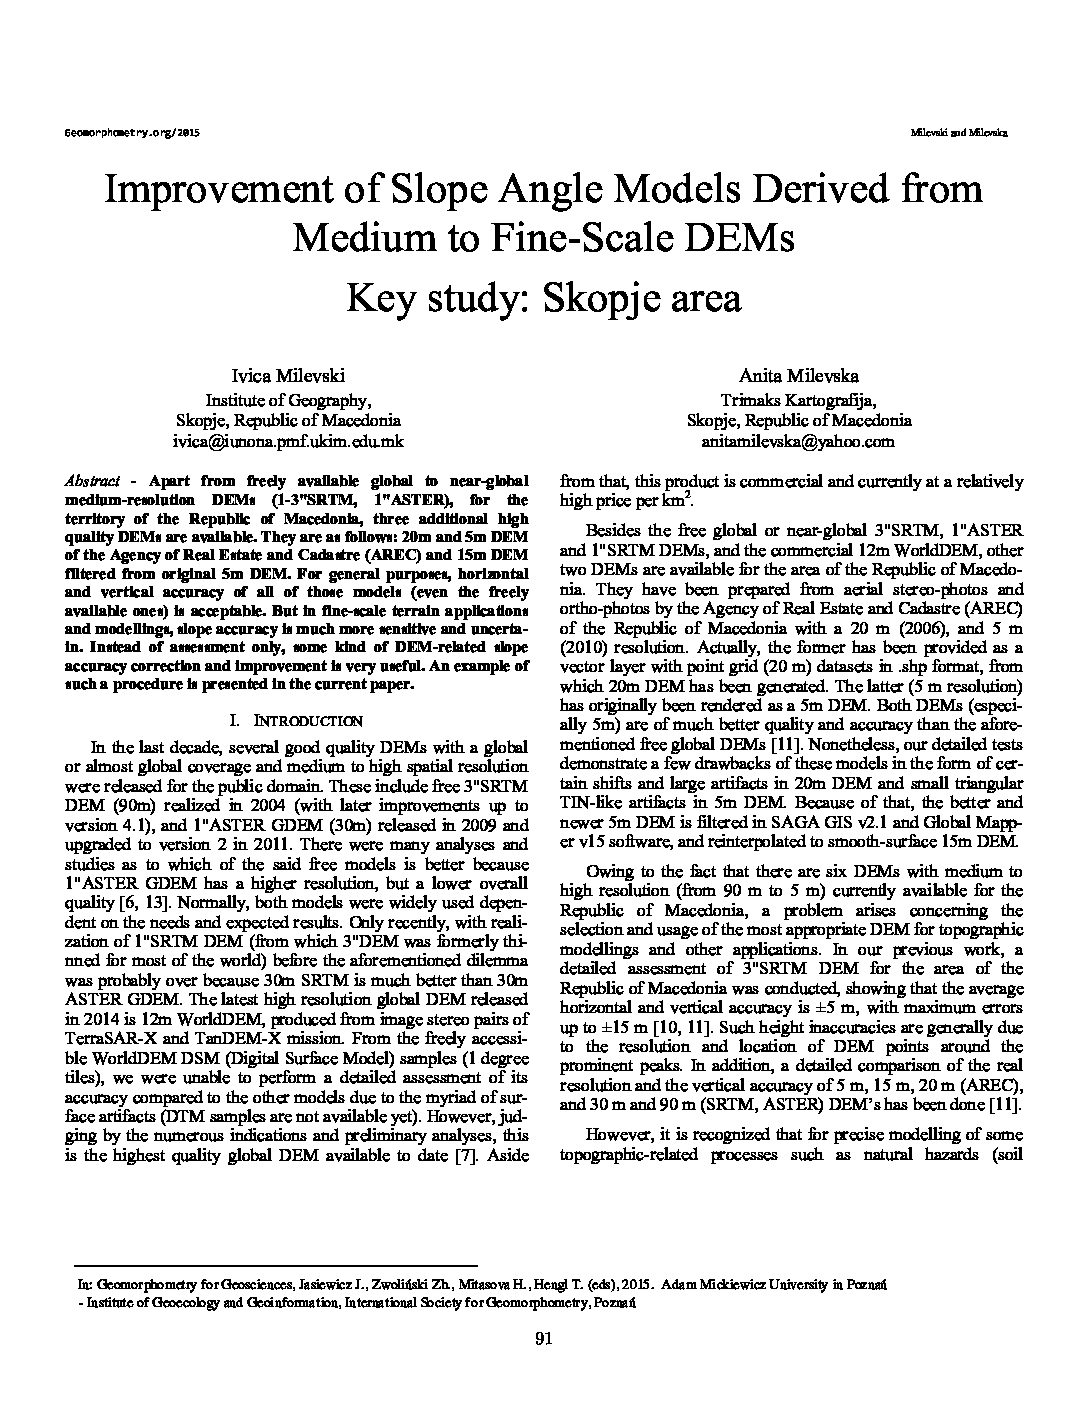 Geomorphometry.org/2015
Milevski and Milevska
Improvement of Slope Angle Models Derived from
Medium to Fine-Scale DEMs
Key study: Skopje area
Ivica Milevski
Institute of Geography,
Skopje, Republic of Macedonia
ivica@iunona.pmf.ukim.edu.mk
Anita Milevska
Trimaks Kartografija,
Skopje, Republic of Macedonia
anitamilevska@yahoo.com
Abstract - Apart from freely available global to near-global
medium-resolution DEMs (1-3"SRTM, 1"ASTER), for the
territory of the Republic of Macedonia, three additional high
quality DEMs are available. They are as follows: 20m and 5m DEM
of the Agency of Real Estate and Cadastre (AREC) and 15m DEM
filtered from original 5m DEM. For general purposes, horizontal
and vertical accuracy of all of those models (even the freely
available ones) is acceptable. But in fine-scale terrain applications
and modellings, slope accuracy is much more sensitive and uncerta-
in. Instead of assessment only, some kind of DEM-related slope
accuracy correction and improvement is very useful. An example of
such a procedure is presented in the current paper.
I. INTRODUCTION
In the last decade, several good quality DEMs with a global
or almost global coverage and medium to high spatial resolution
were released for the public domain. These include free 3"SRTM
DEM (90m) realized in 2004 (with later improvements up to
version 4.1), and 1"ASTER GDEM (30m) released in 2009 and
upgraded to version 2 in 2011. There were many analyses and
studies as to which of the said free models is better because
1"ASTER GDEM has a higher resolution, but a lower overall
quality [6, 13]. Normally, both models were widely used depen-
dent on the needs and expected results. Only recently, with reali-
zation of 1"SRTM DEM (from which 3"DEM was formerly thi-
nned for most of the world) before the aforementioned dilemma
was probably over because 30m SRTM is much better than 30m
ASTER GDEM. The latest high resolution global DEM released
in 2014 is 12m WorldDEM, produced from image stereo pairs of
TerraSAR-X and TanDEM-X mission. From the freely accessi-
ble WorldDEM DSM (Digital Surface Model) samples (1 degree
tiles), we were unable to perform a detailed assessment of its
accuracy compared to the other models due to the myriad of sur-
face artifacts (DTM samples are not available yet). However, jud-
ging by the numerous indications and preliminary analyses, this
is the highest quality global DEM available to date [7]. Aside
from that, this product is commercial and currently at a relatively
high price per km².
Besides the free global or near-global 3"SRTM, 1"ASTER
and 1"SRTM DEMs, and the commercial 12m WorldDEM, other
two DEMs are available for the area of the Republic of Macedo-
nia. They have been prepared from aerial stereo-photos and
ortho-photos by the Agency of Real Estate and Cadastre (AREC)
of the Republic of Macedonia with a 20 m (2006), and 5 m
(2010) resolution. Actually, the former has been provided as a
vector layer with point grid (20 m) datasets in .shp format, from
which 20m DEM has been generated. The latter (5 m resolution)
has originally been rendered as a 5m DEM. Both DEMs (especi-
ally 5m) are of much better quality and accuracy than the afore-
mentioned free global DEMs [11]. Nonetheless, our detailed tests
demonstrate a few drawbacks of these models in the form of cer-
tain shifts and large artifacts in 20m DEM and small triangular
TIN-like artifacts in 5m DEM. Because of that, the better and
newer 5m DEM is filtered in SAGA GIS v2.1 and Global Mapp-
er v15 software, and reinterpolated to smooth-surface 15m DEM.
Owing to the fact that there are six DEMs with medium to
high resolution (from 90 m to 5 m) currently available for the
Republic of Macedonia, a problem arises concerning the
selection and usage of the most appropriate DEM for topographic
modellings and other applications. In our previous work, a
detailed assessment of 3"SRTM DEM for the area of the
Republic of Macedonia was conducted, showing that the average
horizontal and vertical accuracy is ±5 m, with maximum errors
up to ±15 m [10, 11]. Such height inaccuracies are generally due
to the resolution and location of DEM points around the
prominent peaks. In addition, a detailed comparison of the real
resolution and the vertical accuracy of 5 m, 15 m, 20 m (AREC),
and 30 m and 90 m (SRTM, ASTER) DEM's has been done [11].
However, it is recognized that for precise modelling of some
topographic-related processes such as natural hazards (soil
In: Geomorphometry for Geosciences, Jasiewicz J., Zwoliński Zb., Mitasova H., Hengl T. (eds), 2015. Adam Mickiewicz University in Poznań
- Institute of Geoecology and Geoinformation, International Society for Geomorphometry, Poznań
91